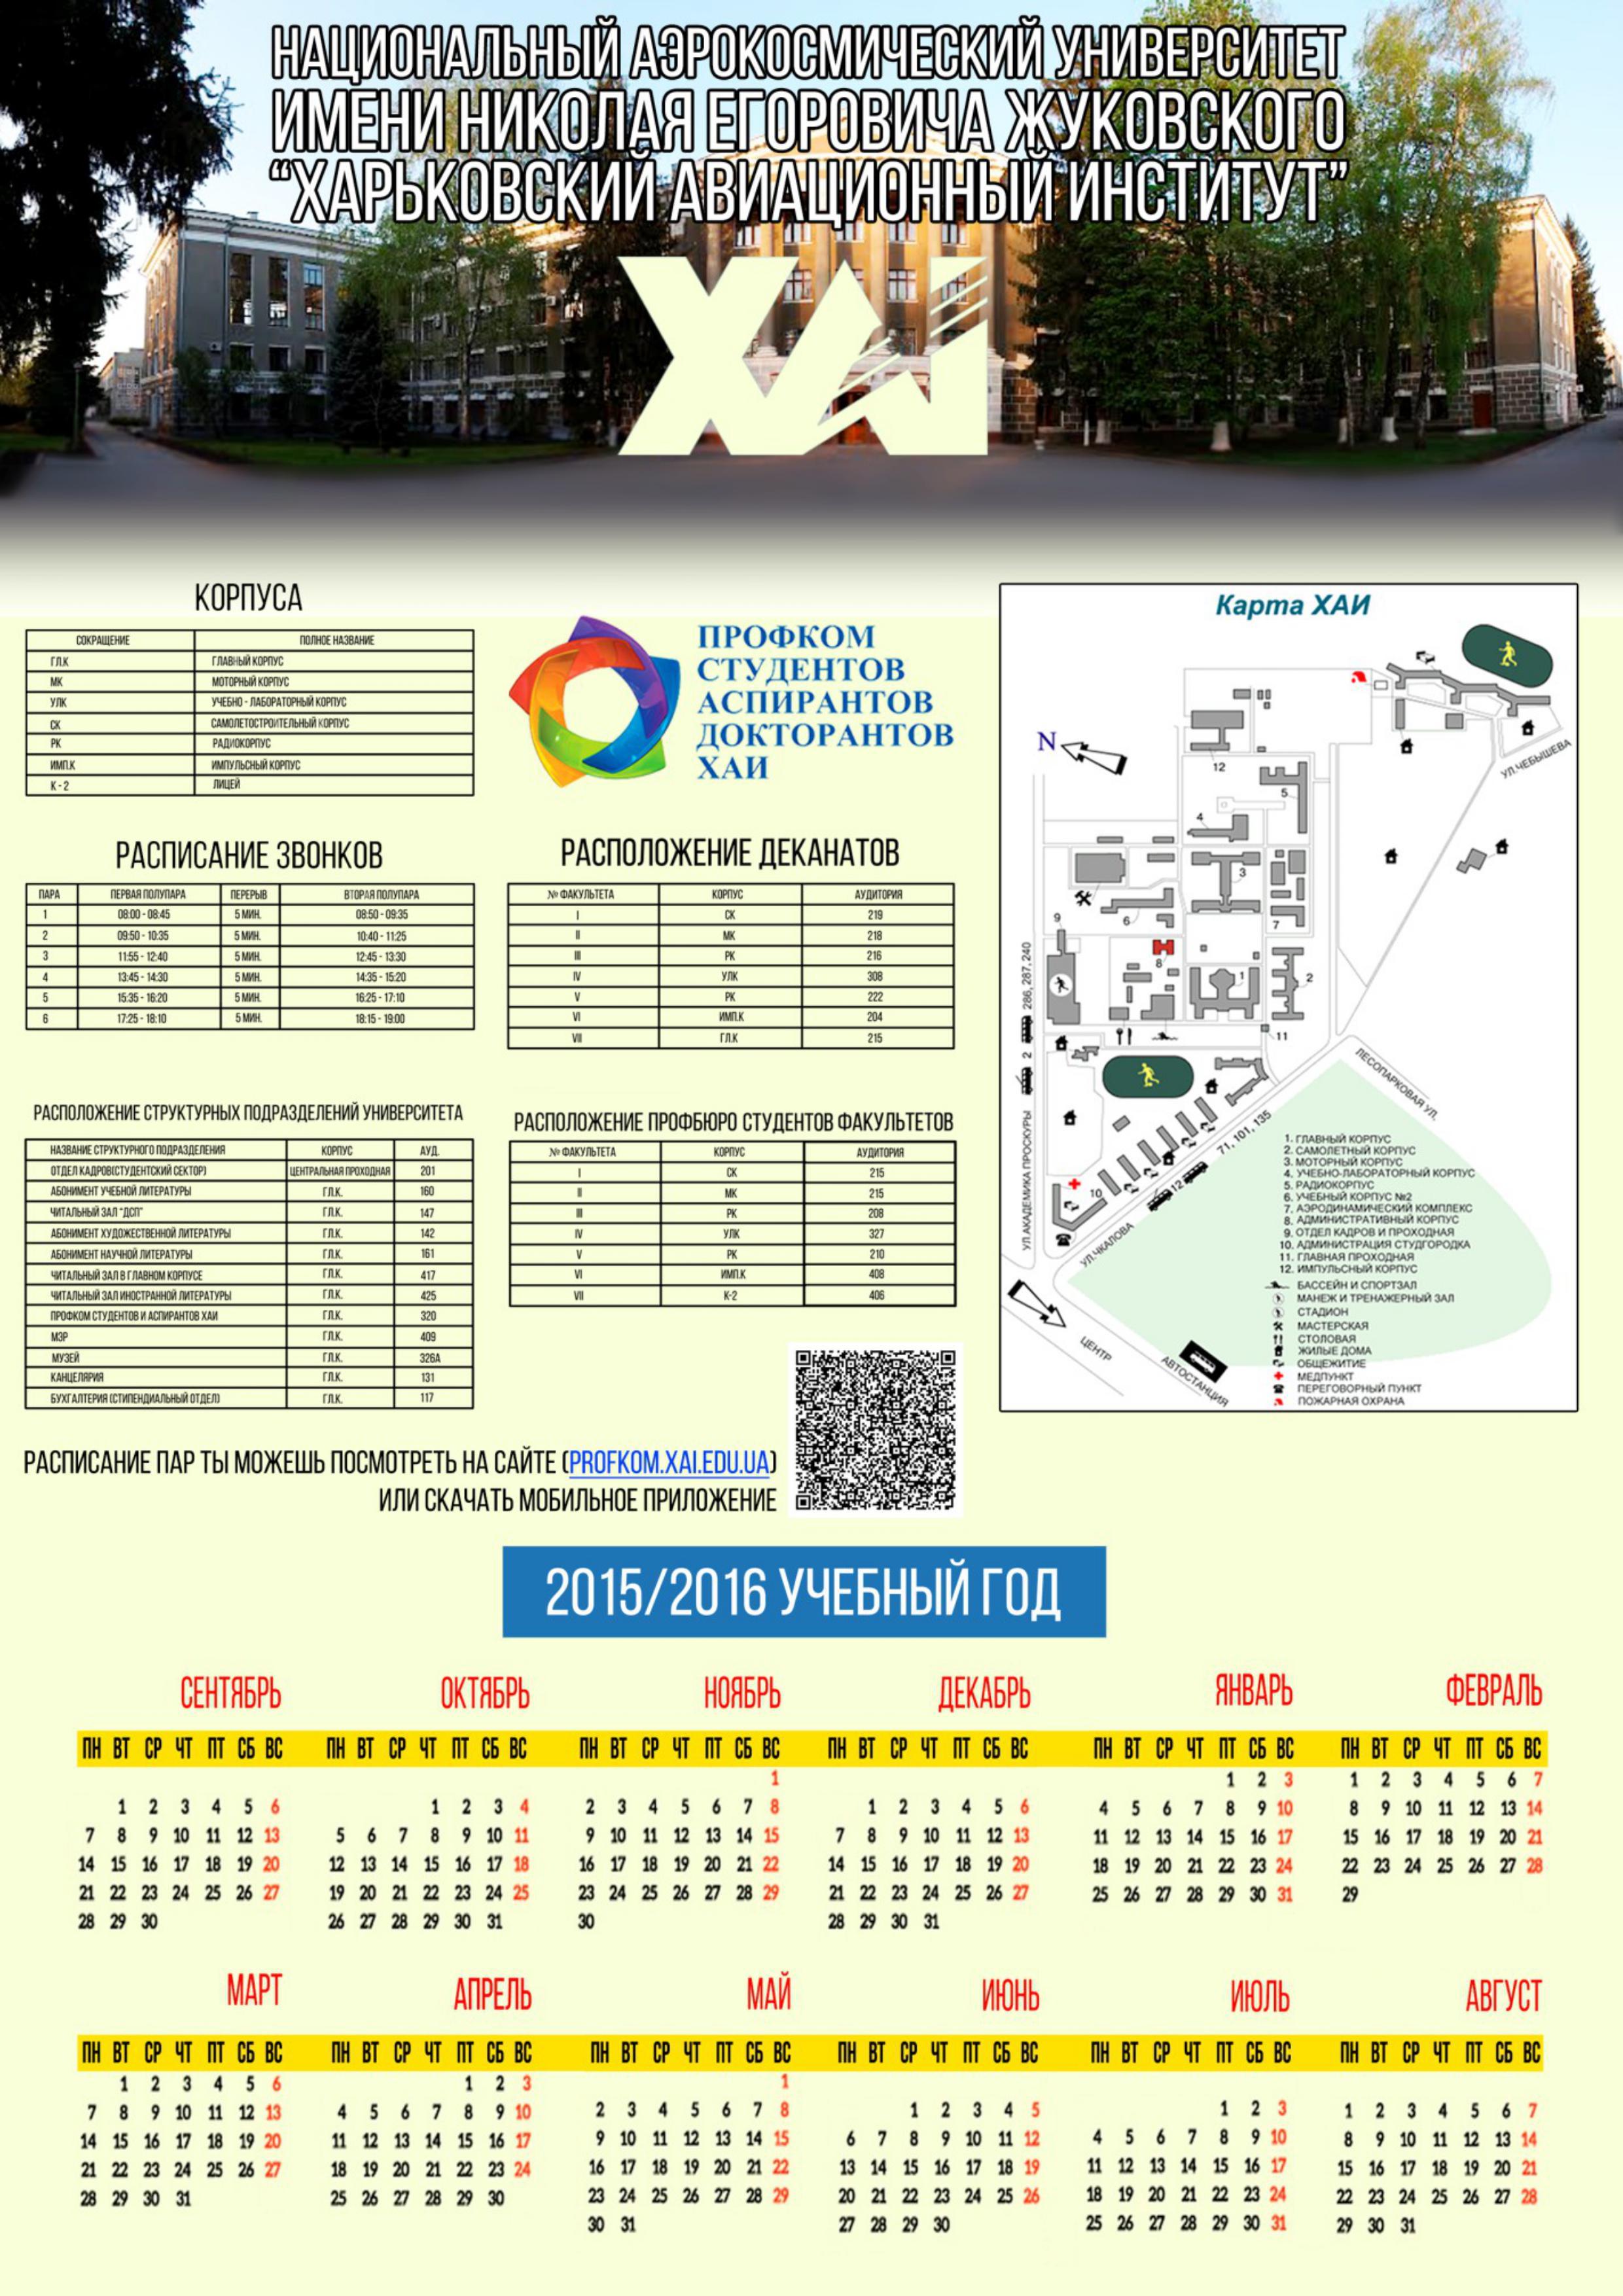 НАЦИОНАЛЬНЫЙ АЭРОКОСМИЧЕСКИЙ УНИВЕРСИТЕТ
ИМЕНИ НИКОЛАЯ ЕГОРОВИЧА ЖУКОВСКОГО
“ХАРЬКОВСКИЙ АВИАЦИОННЫЙ ИНСТИТУТ”
ХАІ
КОРПУСА
СОКРАЩЕНИЕ ПОЛНОЕ НАЗВАНИЕ
ГЛ.К ГЛАВНЫЙ КОРПУС
МК МОТОРНЫЙ КОРПУС
УЛК УЧЕБНО - ЛАБОРАТОРНЫЙ КОРПУС
СК САМОЛЕТОСТРОИТЕЛЬНЫЙ КОРПУС
РК РАДИОКОРПУС
ИМП.К ИМПУЛЬСНЫЙ КОРПУС
К - 2 ЛИЦЕЙ
ПРОФКОМ
СТУДЕНТОВ
АСПИРАНТОВ
ДОКТОРАНТОВ
ХАИ
РАСПИСАНИЕ ЗВОНКОВ
ПАРА ПЕРВАЯ ПОЛУПАРА ПЕРЕРЫВ ВТОРАЯ ПОЛУПАРА
1 08:00 - 08:45 5 МИН. 08:50 - 09:35
2 09:50 - 10:35 5 МИН. 10:40 - 11:25
3 11:55 - 12:40 5 МИН. 12:45 - 13:30
4 13:45 - 14:30 5 МИН. 14:35 - 15:20
5 15:35 - 16:20 5 МИН. 16:25 - 17:10
6 17:25 - 18:10 5 МИН. 18:15 - 19:00
РАСПОЛОЖЕНИЕ ДЕКАНАТОВ
№ ФАКУЛЬТЕТА КОРПУС АУДИТОРИЯ
I СК 219
II МК 218
III РК 216
IV УЛК 308
V РК 222
VI ИМП.К 204
VII ГЛ.К 215
РАСПОЛОЖЕНИЕ СТРУКТУРНЫХ ПОДРАЗДЕЛЕНИЙ УНИВЕРСИТЕТА
НАЗВАНИЕ СТРУКТУРНОГО ПОДРАЗДЕЛЕНИЯ КОРПУС АУД.
ОТДЕЛ КАДРОВ(СТУДЕНТСКИЙ СЕКТОР) ЦЕНТРАЛЬНАЯ ПРОХОДНАЯ 201
АБОНИМЕНТ УЧЕБНОЙ ЛИТЕРАТУРЫ ГЛ.К. 160
ЧИТАЛЬНЫЙ ЗАЛ “ДСП” ГЛ.К. 147
АБОНИМЕНТ ХУДОЖЕСТВЕННОЙ ЛИТЕРАТУРЫ ГЛ.К. 142
АБОНИМЕНТ НАУЧНОЙ ЛИТЕРАТУРЫ ГЛ.К. 161
ЧИТАЛЬНЫЙ ЗАЛ В ГЛАВНОМ КОРПУСЕ ГЛ.К. 417
ЧИТАЛЬНЫЙ ЗАЛ ИНОСТРАННОЙ ЛИТЕРАТУРЫ ГЛ.К. 425
ПРОФКОМ СТУДЕНТОВ И АСПИРАНТОВ ХАИ ГЛ.К. 320
МЭР ГЛ.К. 409
МУЗЕЙ ГЛ.К. 326А
КАНЦЕЛЯРИЯ ГЛ.К. 131
БУХГАЛТЕРИЯ (СТИПЕНДИАЛЬНЫЙ ОТДЕЛ) ГЛ.К. 117
РАСПОЛОЖЕНИЕ ПРОФБЮРО СТУДЕНТОВ ФАКУЛЬТЕТОВ
№ ФАКУЛЬТЕТА КОРПУС АУДИТОРИЯ
I СК 215
II МК 215
III РК 208
IV УЛК 327
V РК 210
VI ИМП.К 408
VII К-2 406
Карта ХАИ
N
12
5
4
3
6
7
9
8
1
2
11
10
УЛ.ЧЕБЫШЕВА
УЛ.АКАДЕМИКА ПРОСКУРЫ 2 286, 287, 240
ЛЕСОПАРКОВАЯ УЛ.
УЛ.ЧКАЛОВА 12 71, 101, 135
ЦЕНТР
АВТОСТАНЦИЯ
1. ГЛАВНЫЙ КОРПУС
2. САМОЛЕТНЫЙ КОРПУС
3. МОТОРНЫЙ КОРПУС
4. УЧЕБНО-ЛАБОРАТОРНЫЙ КОРПУС
5. РАДИОКОРПУС
6. УЧЕБНЫЙ КОРПУС №2
7. АЭРОДИНАМИЧЕСКИЙ КОМПЛЕКС
8. АДМИНИСТРАТИВНЫЙ КОРПУС
9. ОТДЕЛ КАДРОВ И ПРОХОДНАЯ
10. АДМИНИСТРАЦИЯ СТУДГОРОДКА
11. ГЛАВНАЯ ПРОХОДНАЯ
12. ИМПУЛЬСНЫЙ КОРПУС
БАССЕЙН И СПОРТЗАЛ
МАНЕЖ И ТРЕНАЖЕРНЫЙ ЗАЛ
СТАДИОН
МАСТЕРСКАЯ
СТОЛОВАЯ
ЖИЛЫЕ ДОМА
ОБЩЕЖИТИЕ
МЕДПУНКТ
ПЕРЕГОВОРНЫЙ ПУНКТ
ПОЖАРНАЯ ОХРАНА
РАСПИСАНИЕ ПАР ТЫ МОЖЕШЬ ПОСМОТРЕТЬ НА САЙТЕ (PROFKOM.XAI.EDU.UA)
ИЛИ СКАЧАТЬ МОБИЛЬНОЕ ПРИЛОЖЕНИЕ
2015/2016 УЧЕБНЫЙ ГОД
СЕНТЯБРЬ
ПН ВТ СР ЧТ ПТ СБ ВС
1 2 3 4 5 6
7 8 9 10 11 12 13
14 15 16 17 18 19 20
21 22 23 24 25 26 27
28 29 30
ОКТЯБРЬ
ПН ВТ СР ЧТ ПТ СБ ВС
1 2 3 4
5 6 7 8 9 10 11
12 13 14 15 16 17 18
19 20 21 22 23 24 25
26 27 28 29 30 31
НОЯБРЬ
ПН ВТ СР ЧТ ПТ СБ ВС
1
2 3 4 5 6 7 8
9 10 11 12 13 14 15
16 17 18 19 20 21 22
23 24 25 26 27 28 29
30
ДЕКАБРЬ
ПН ВТ СР ЧТ ПТ СБ ВС
1 2 3 4 5 6
7 8 9 10 11 12 13
14 15 16 17 18 19 20
21 22 23 24 25 26 27
28 29 30 31
ЯНВАРЬ
ПН ВТ СР ЧТ ПТ СБ ВС
1 2 3
4 5 6 7 8 9 10
11 12 13 14 15 16 17
18 19 20 21 22 23 24
25 26 27 28 29 30 31
ФЕВРАЛЬ
ПН ВТ СР ЧТ ПТ СБ ВС
1 2 3 4 5 6 7
8 9 10 11 12 13 14
15 16 17 18 19 20 21
22 23 24 25 26 27 28
29
МАРТ
ПН ВТ СР ЧТ ПТ СБ ВС
1 2 3 4 5 6
7 8 9 10 11 12 13
14 15 16 17 18 19 20
21 22 23 24 25 26 27
28 29 30 31
АПРЕЛЬ
ПН ВТ СР ЧТ ПТ СБ ВС
1 2 3
4 5 6 7 8 9 10
11 12 13 14 15 16 17
18 19 20 21 22 23 24
25 26 27 28 29 30
МАЙ
ПН ВТ СР ЧТ ПТ СБ ВС
1
2 3 4 5 6 7 8
9 10 11 12 13 14 15
16 17 18 19 20 21 22
23 24 25 26 27 28 29
30 31
ИЮНЬ
ПН ВТ СР ЧТ ПТ СБ ВС
1 2 3 4 5
6 7 8 9 10 11 12
13 14 15 16 17 18 19
20 21 22 23 24 25 26
27 28 29 30
ИЮЛЬ
ПН ВТ СР ЧТ ПТ СБ ВС
1 2 3
4 5 6 7 8 9 10
11 12 13 14 15 16 17
18 19 20 21 22 23 24
25 26 27 28 29 30 31
АВГУСТ
ПН ВТ СР ЧТ ПТ СБ ВС
1 2 3 4 5 6 7
8 9 10 11 12 13 14
15 16 17 18 19 20 21
22 23 24 25 26 27 28
29 30 31